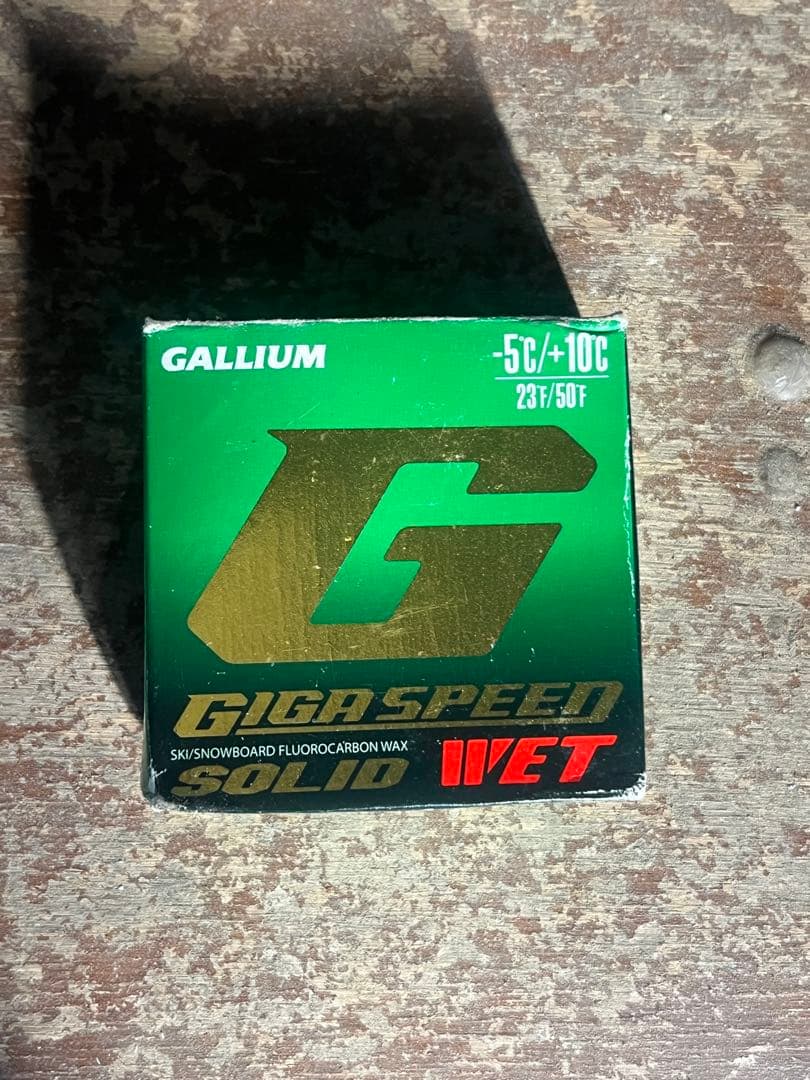 GALLIUM
-5℃/+10℃
23℉/50℉
G
GIGA SPEED
SKI/SNOWBOARD FLUOROCARBON WAX
SOLID WET